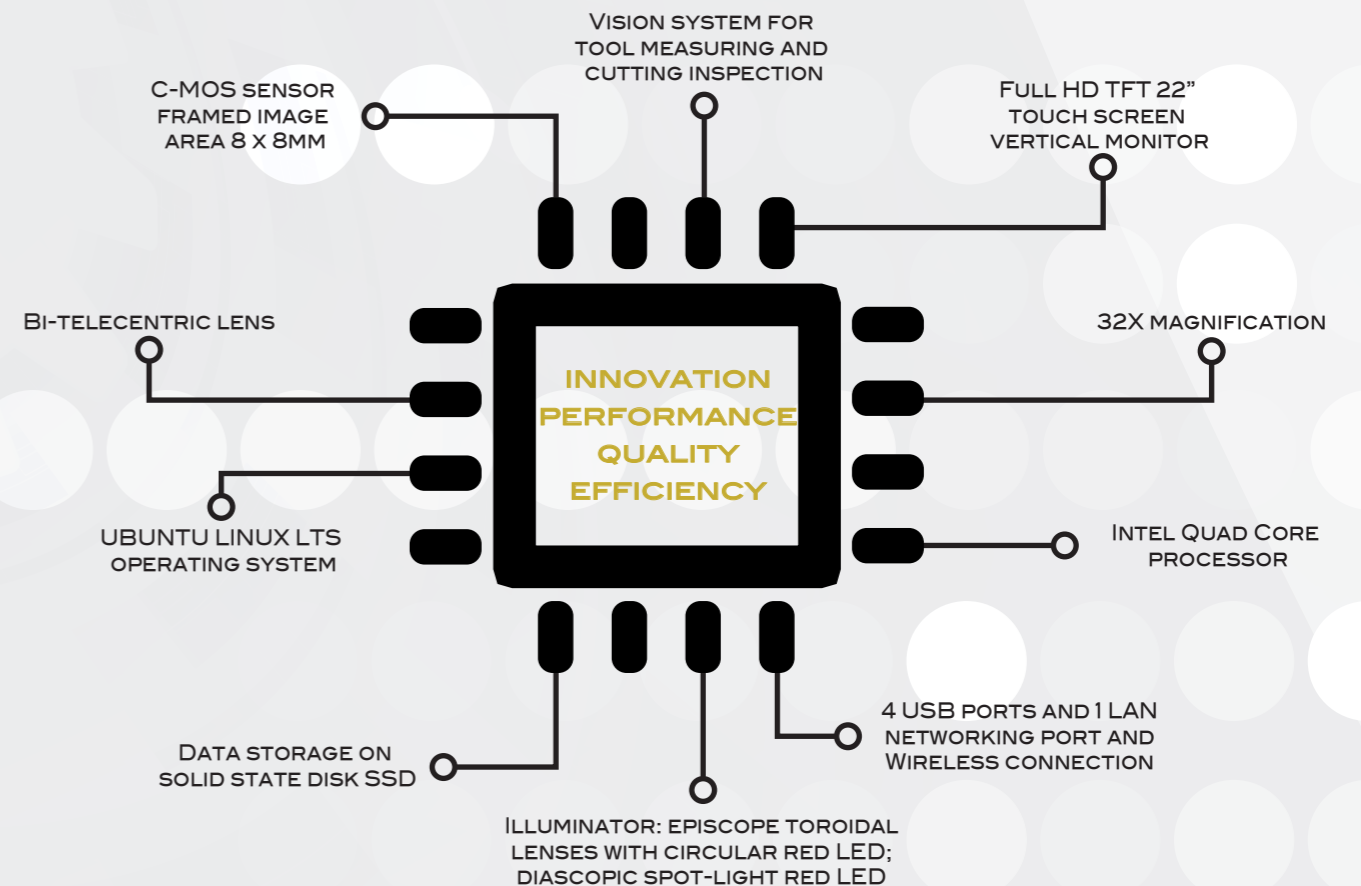 Vision system for
tool measuring and
cutting inspection
C-MOS sensor
framed image
area 8 x 8mm
Full HD TFT 22”
touch screen
vertical monitor
Bi-telecentric lens
32X magnification
INNOVATION
PERFORMANCE
QUALITY
EFFICIENCY
UBUNTU LINUX LTS
operating system
Intel Quad Core
processor
4 USB ports and 1 LAN
networking port and
Wireless connection
Data storage on
solid state disk SSD
Illuminator: episcope toroidal
lenses with circular red LED;
diascopic spot-light red LED